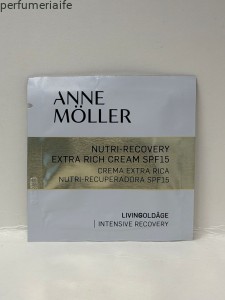 perfumeriaife
ANNE
MÖLLER
NUTRI-RECOVERY
EXTRA RICH CREAM SPF15
CREMA EXTRA RICA
NUTRI-RECUPERADORA SPF15
LIVINGOLDÂGE
INTENSIVE RECOVERY